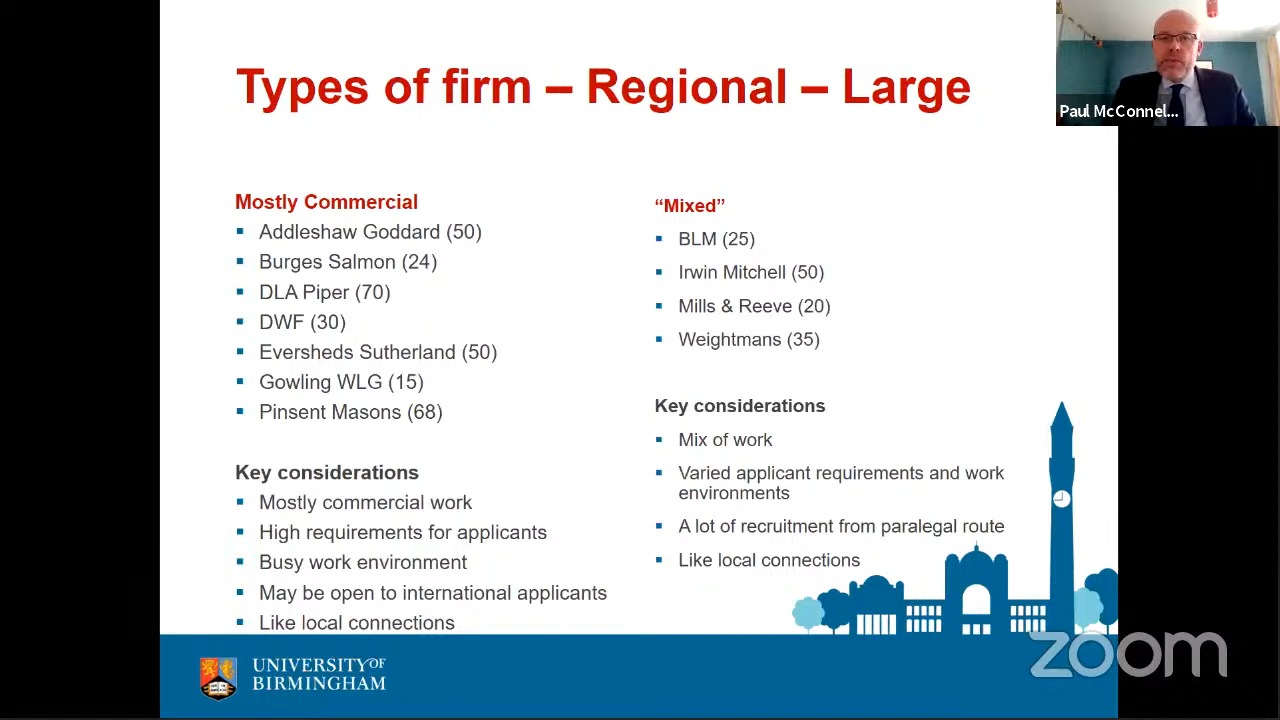 Types of firm – Regional – Large
Paul McConnel...
Mostly Commercial
Addleshaw Goddard (50)
Burges Salmon (24)
DLA Piper (70)
DWF (30)
Eversheds Sutherland (50)
Gowling WLG (15)
Pinsent Masons (68)
Key considerations
Mostly commercial work
High requirements for applicants
Busy work environment
May be open to international applicants
Like local connections
“Mixed”
BLM (25)
Irwin Mitchell (50)
Mills & Reeve (20)
Weightmans (35)
Key considerations
Mix of work
Varied applicant requirements and work
environments
A lot of recruitment from paralegal route
Like local connections
UNIVERSITY OF
BIRMINGHAM
zoom